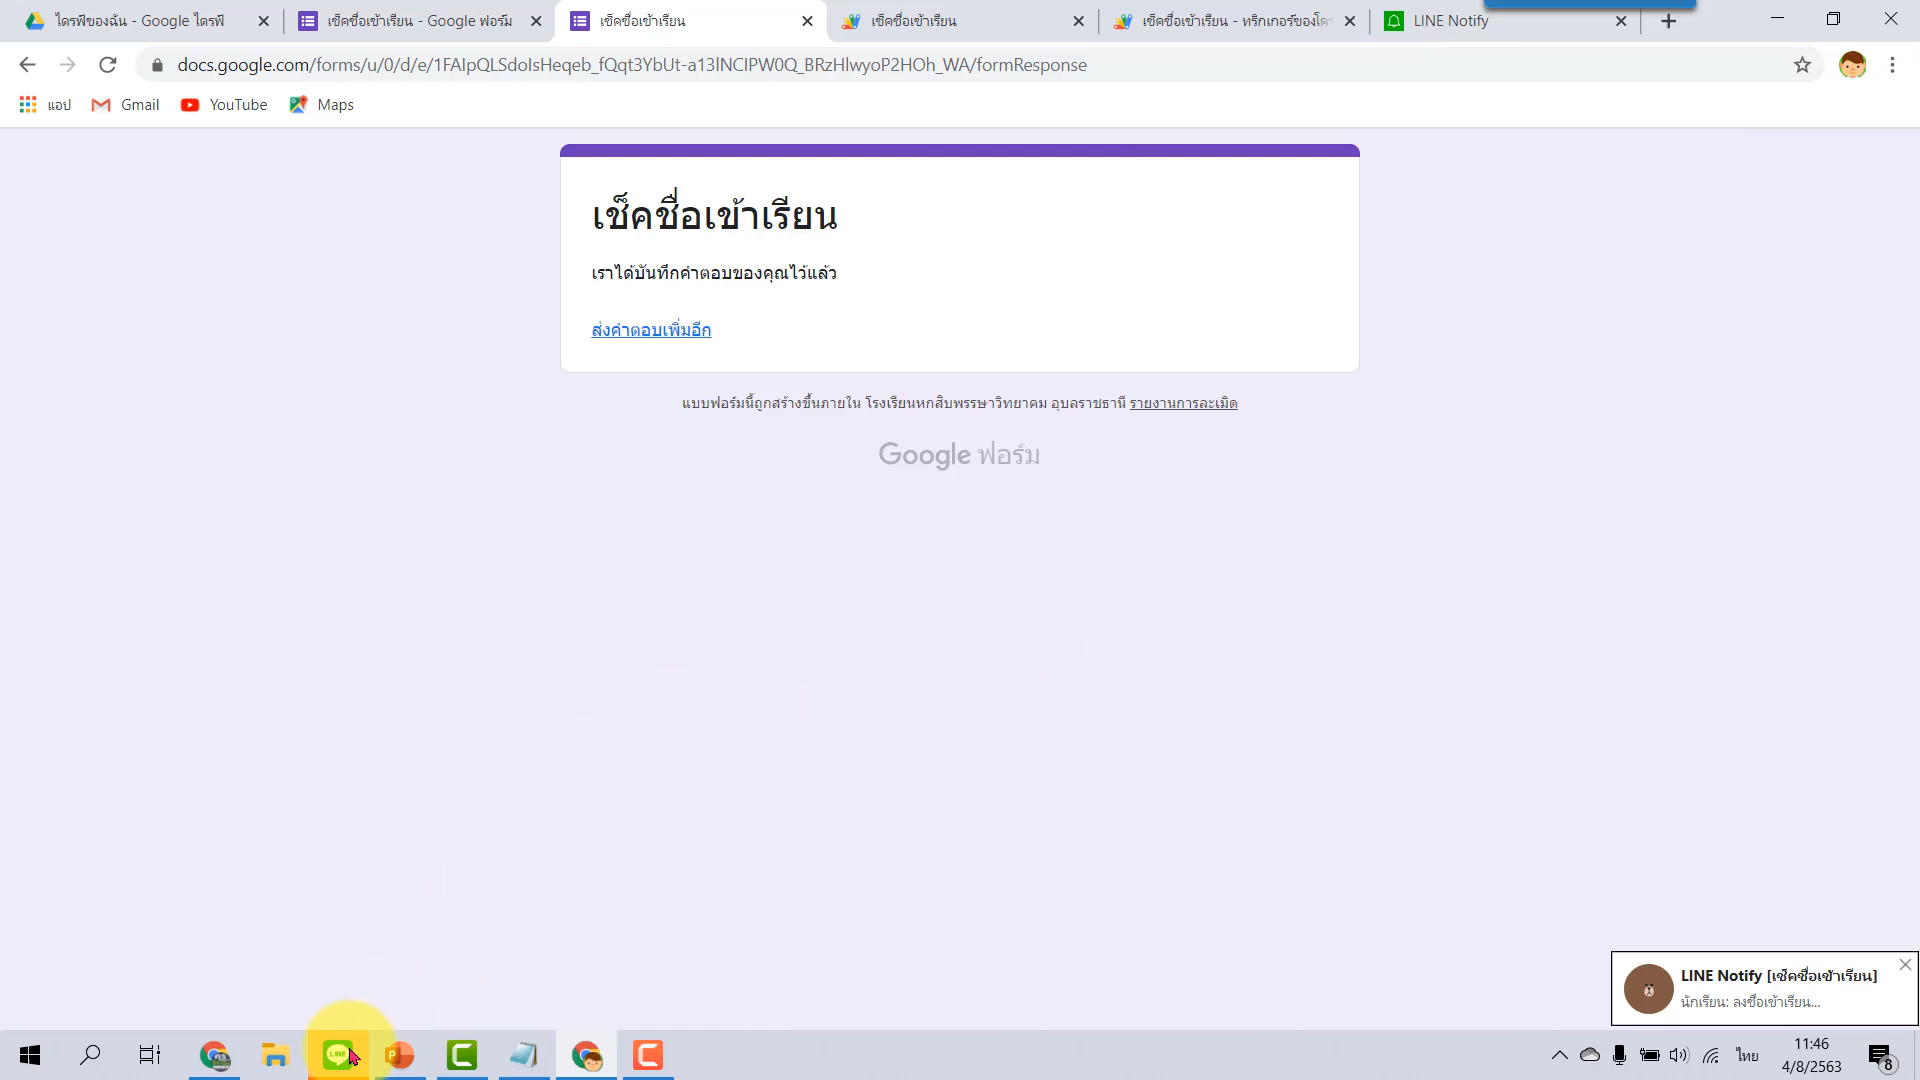 ไดรฟ์ของฉัน - Google ไดรฟ์
เช็คชื่อเข้าเรียน - Google ฟอร์ม
เช็คชื่อเข้าเรียน
เช็คชื่อเข้าเรียน
เช็คชื่อเข้าเรียน - ทริกเกอร์ของโคร
LINE Notify
docs.google.com/forms/u/0/d/e/1FAIpQLSdoIsHeqeb_fQqt3YbUt-a13lNCIPW0Q_BRzHlwyoP2HOh_WA/formResponse
แอป
Gmail
YouTube
Maps
เช็คชื่อเข้าเรียน
เราได้บันทึกคำตอบของคุณไว้แล้ว
ส่งคำตอบเพิ่มอีก
แบบฟอร์มนี้ถูกสร้างขึ้นภายใน โรงเรียนหกสิบพรรษาวิทยาคม อุบลราชธานี รายงานการละเมิด
Google ฟอร์ม
LINE Notify [เช็คชื่อเข้าเรียน]
นักเรียน: ลงชื่อเข้าเรียน...
LINE
ไทย
11:46
4/8/2563
8